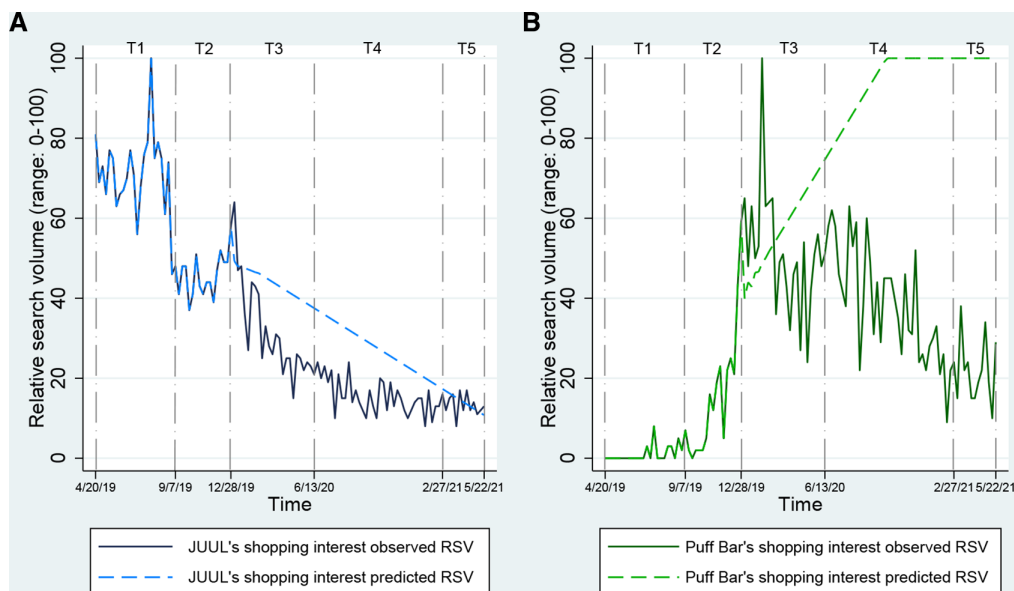 A
T1 T2 T3 T4 T5
Relative search volume (range: 0-100)
100
80
60
40
20
0
4/20/19 9/7/19 12/28/19 6/13/20 2/27/21 5/22/21
Time
JUUL's shopping interest observed RSV
JUUL's shopping interest predicted RSV
B
T1 T2 T3 T4 T5
Relative search volume (range: 0-100)
100
80
60
40
20
0
4/20/19 9/7/19 12/28/19 6/13/20 2/27/21 5/22/21
Time
Puff Bar's shopping interest observed RSV
Puff Bar's shopping interest predicted RSV